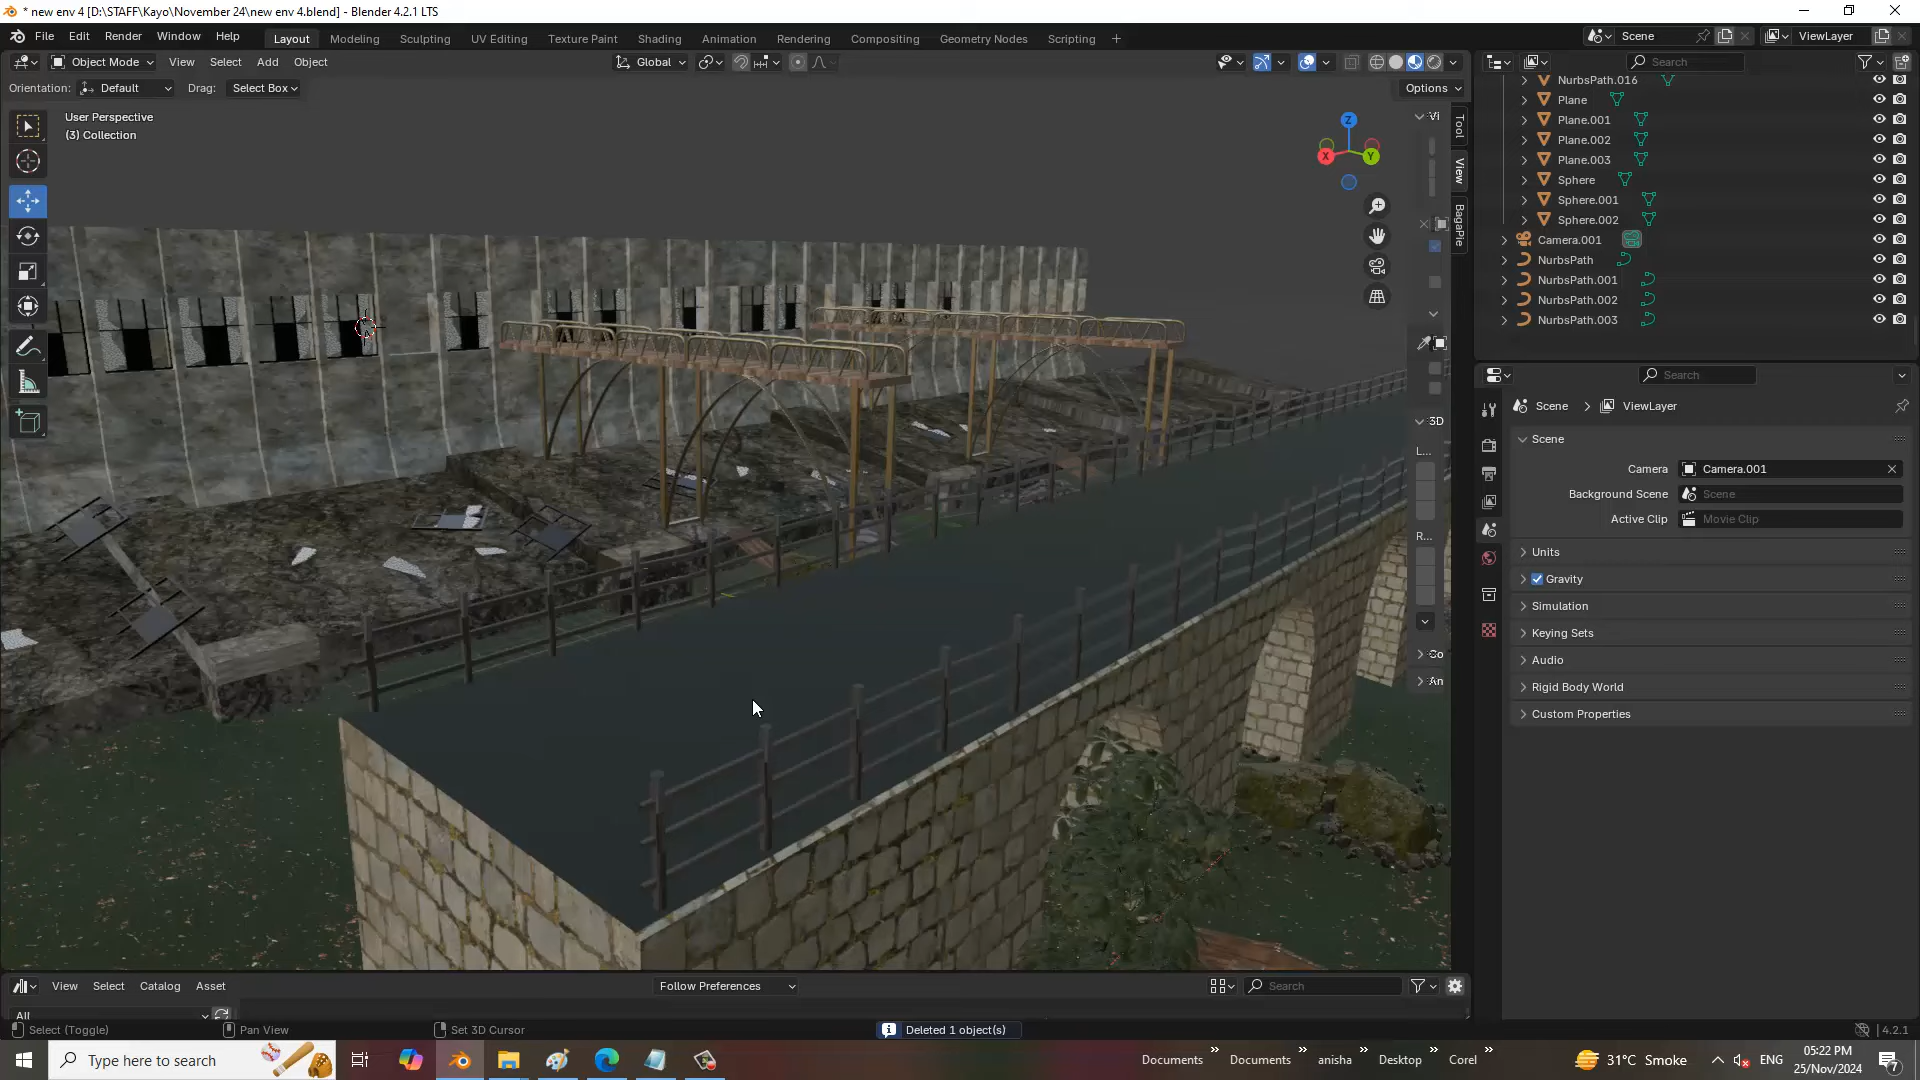 * new env 4 [D:\STAFF\Kayo\November 24\new env 4.blend] - Blender 4.2.1 LTS
File Edit Render Window Help
Layout Modeling Sculpting UV Editing Texture Paint Shading Animation Rendering Compositing Geometry Nodes Scripting +
Scene
ViewLayer
Object Mode View Select Add Object
Global
Search
Orientation: Default Drag: Select Box
Options
User Perspective
(3) Collection
Vi
Tool
View
BagaPie
Z
X
Y
3D
L...
R...
Co
An
NurbsPath.016
Plane
Plane.001
Plane.002
Plane.003
Sphere
Sphere.001
Sphere.002
Camera.001
NurbsPath
NurbsPath.001
NurbsPath.002
NurbsPath.003
Search
Scene > ViewLayer
Scene
Camera Camera.001
Background Scene Scene
Active Clip Movie Clip
Units
Gravity
Simulation
Keying Sets
Audio
Rigid Body World
Custom Properties
View Select Catalog Asset
Follow Preferences
Search
All
Select (Toggle) Pan View Set 3D Cursor
Deleted 1 object(s)
4.2.1
Type here to search
Documents » Documents » anisha » Desktop » Corel »
31°C Smoke
ENG
05:22 PM
25/Nov/2024
7